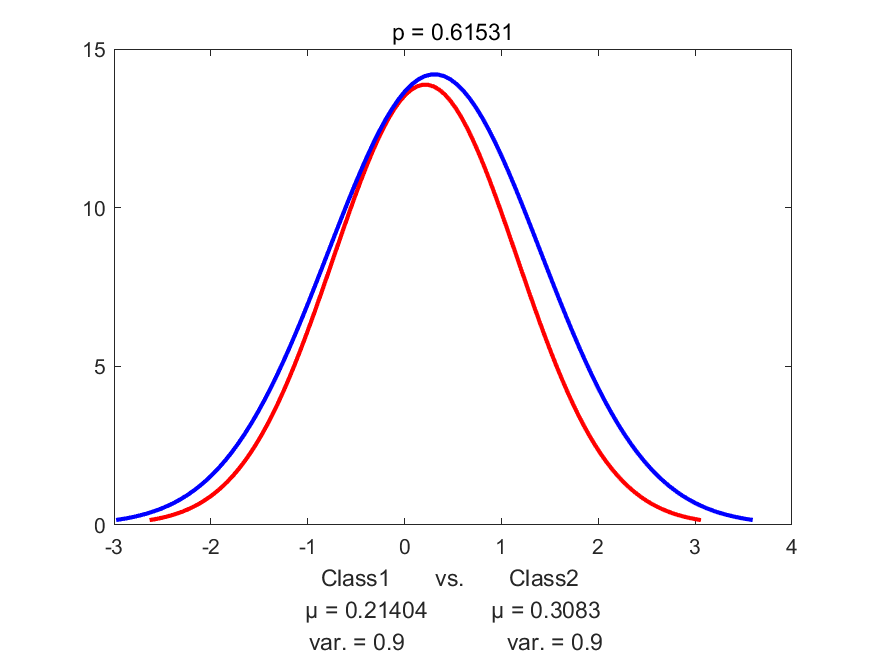 p = 0.61531
15
10
5
0
-3 -2 -1 0 1 2 3 4
Class1 vs. Class2
μ = 0.21404 μ = 0.3083
var. = 0.9 var. = 0.9